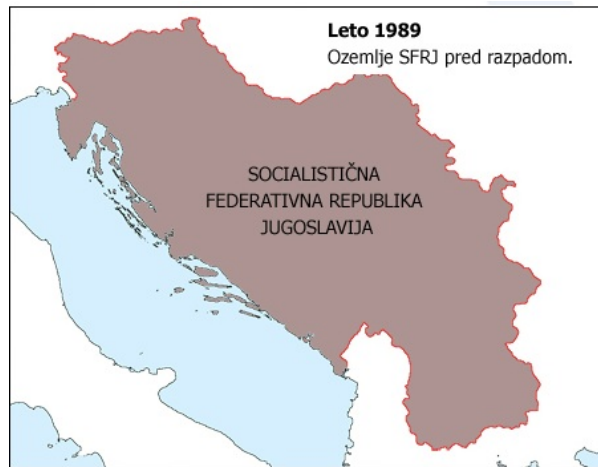 Leto 1989
Ozemlje SFRJ pred razpadom.
SOCIALISTIČNA
FEDERATIVNA REPUBLIKA
JUGOSLAVIJA